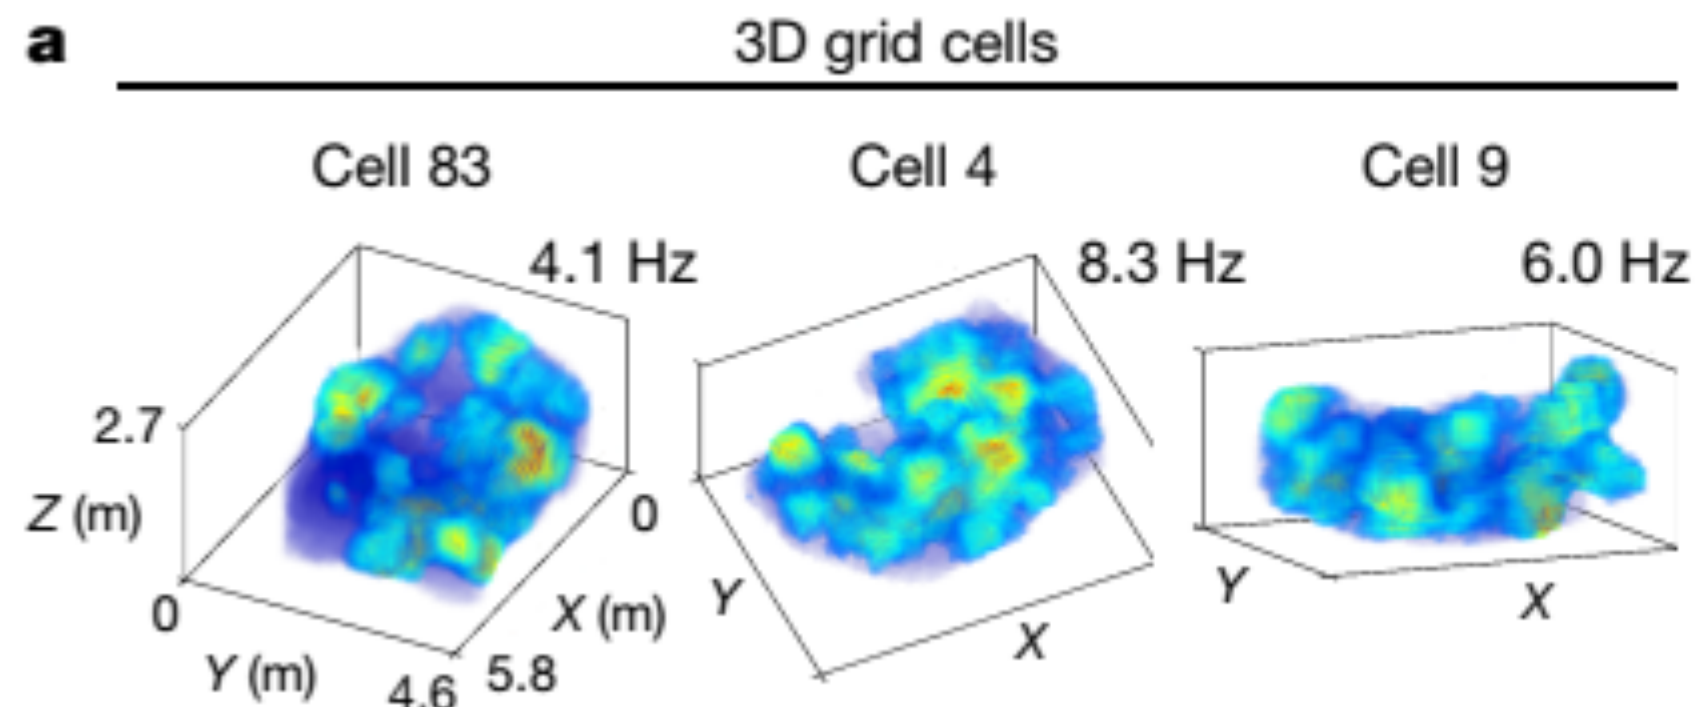 a
3D grid cells
Cell 83
Cell 4
Cell 9
4.1 Hz
8.3 Hz
6.0 Hz
2.7
Z (m)
0
0
Y (m)
4.6
5.8
X (m)
Y
X
Y
X